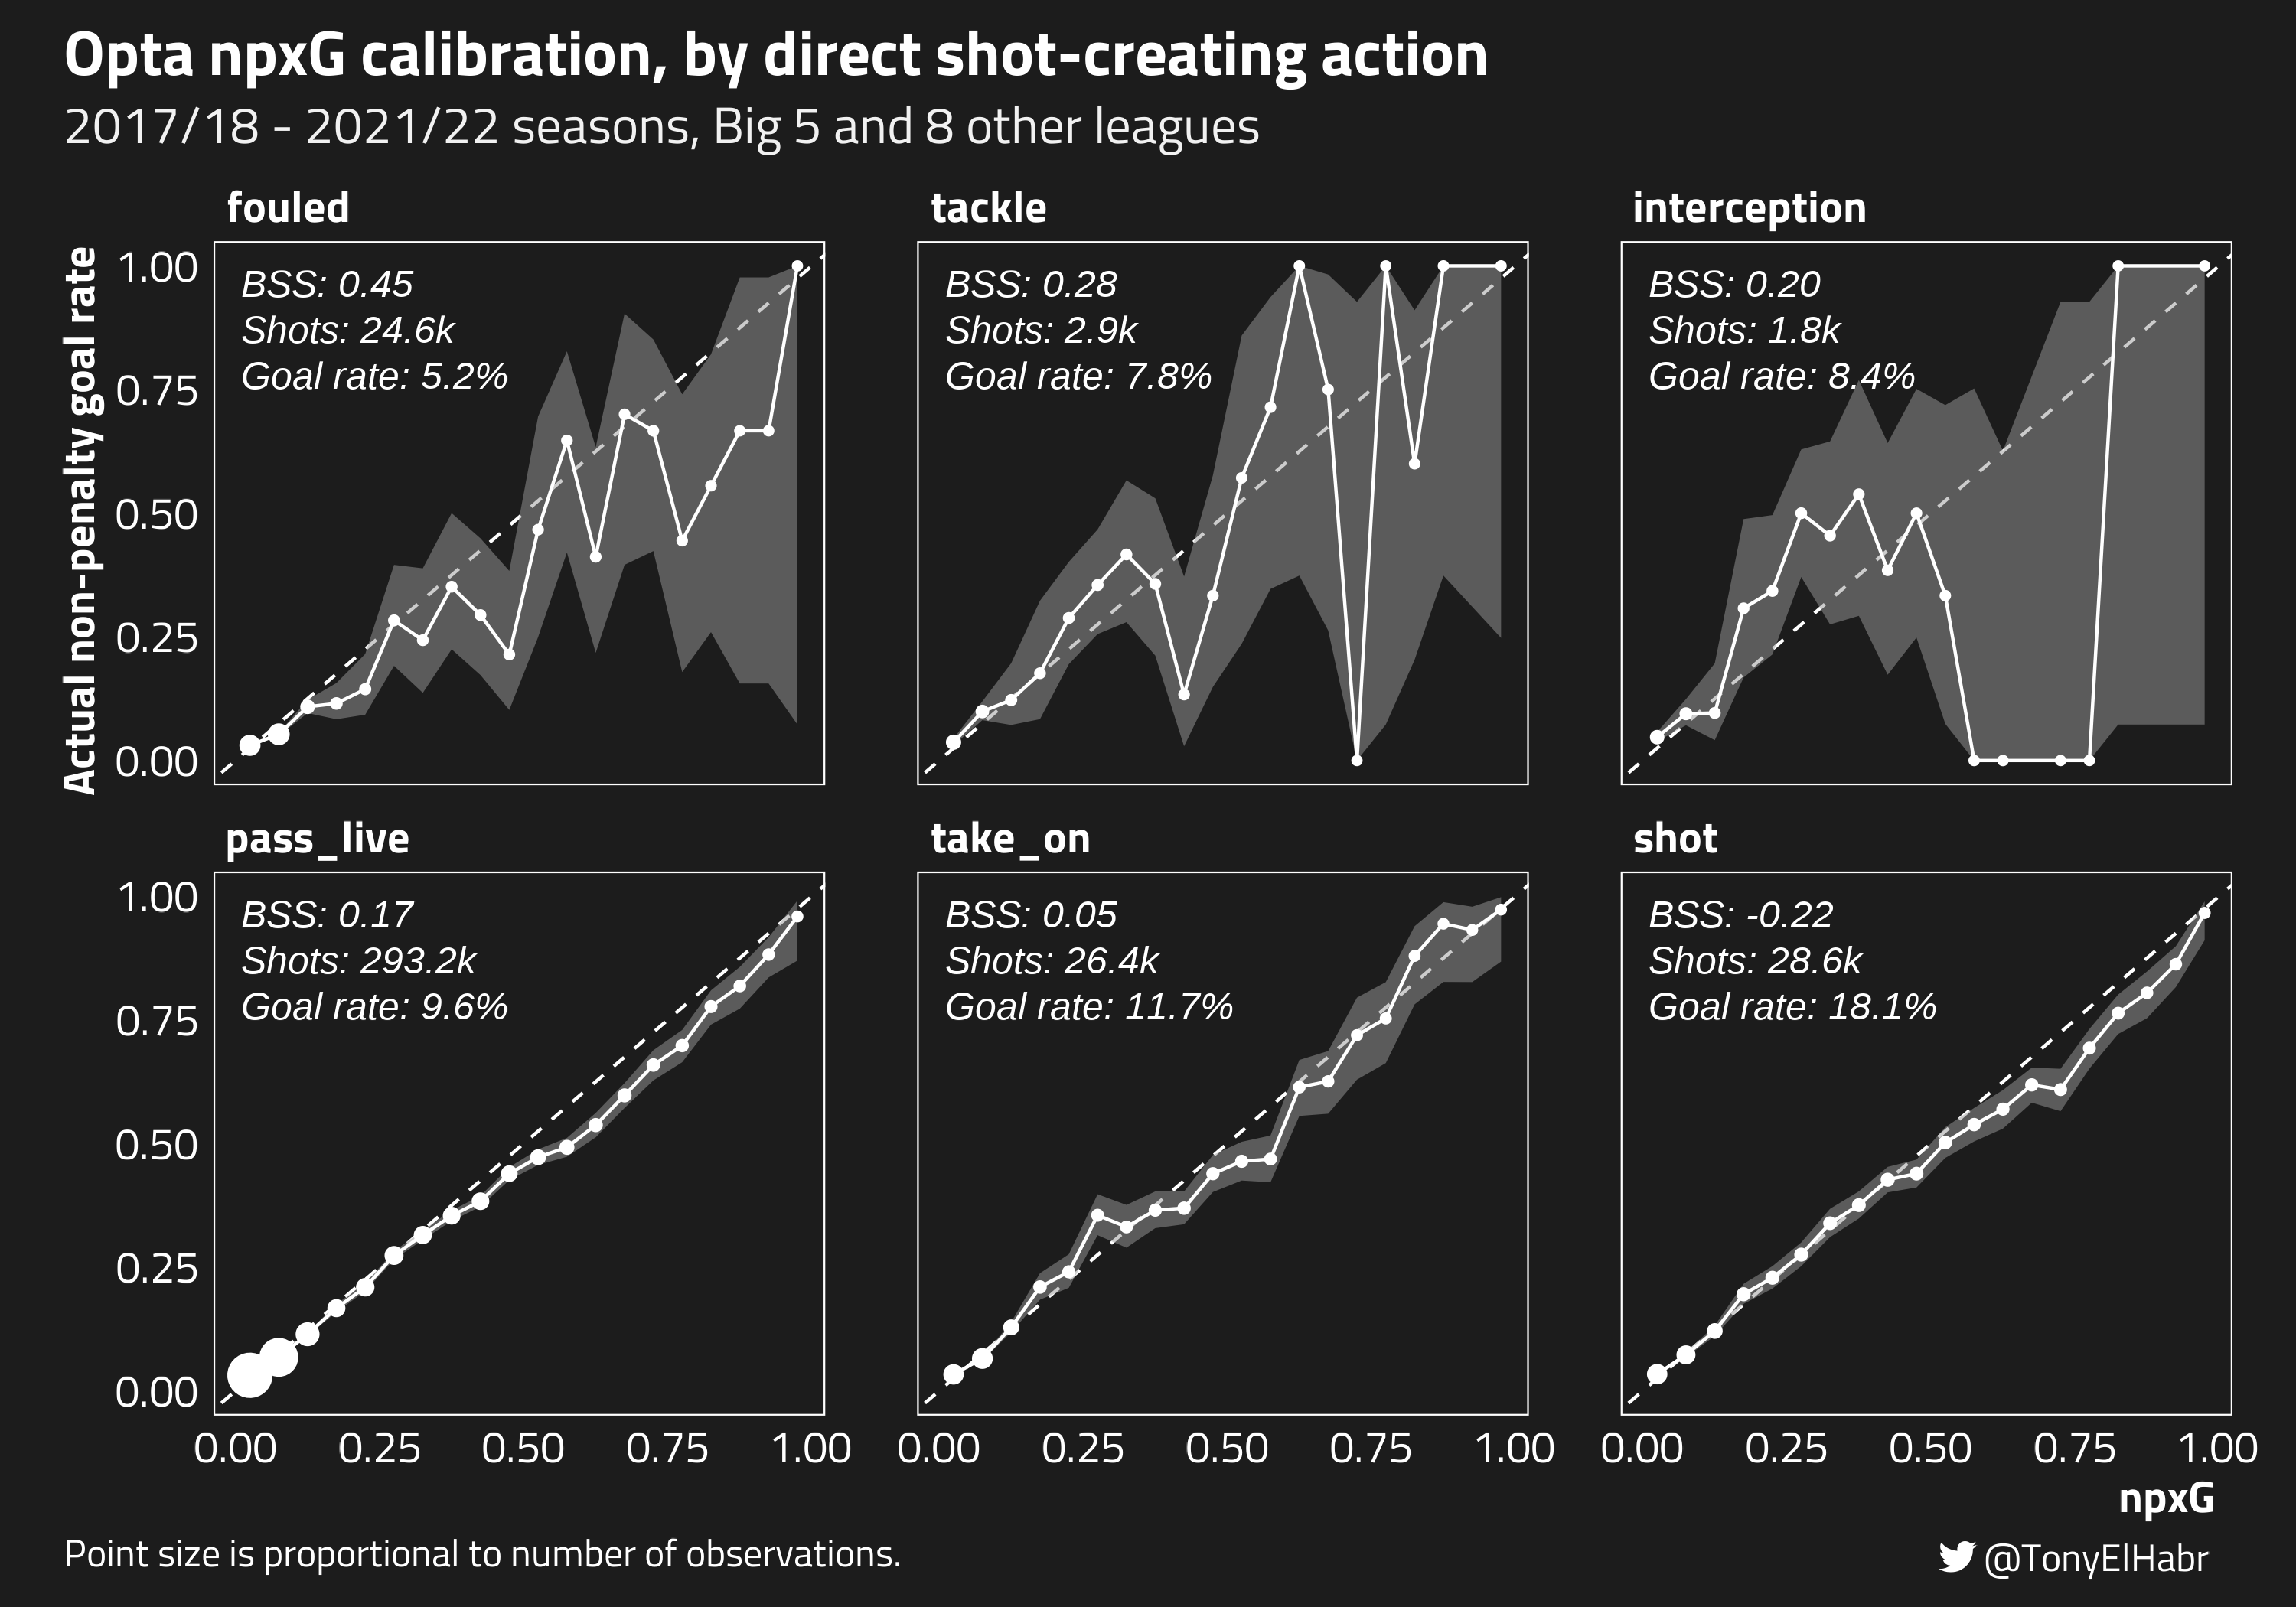 Opta npxG calibration, by direct shot-creating action
2017/18 - 2021/22 seasons, Big 5 and 8 other leagues
Actual non-penalty goal rate
fouled
1.00
0.75
0.50
0.25
0.00
BSS: 0.45
Shots: 24.6k
Goal rate: 5.2%
tackle
BSS: 0.28
Shots: 2.9k
Goal rate: 7.8%
interception
BSS: 0.20
Shots: 1.8k
Goal rate: 8.4%
pass_live
1.00
0.75
0.50
0.25
0.00
BSS: 0.17
Shots: 293.2k
Goal rate: 9.6%
0.00 0.25 0.50 0.75 1.00
take_on
BSS: 0.05
Shots: 26.4k
Goal rate: 11.7%
0.00 0.25 0.50 0.75 1.00
shot
BSS: -0.22
Shots: 28.6k
Goal rate: 18.1%
0.00 0.25 0.50 0.75 1.00
npxG
Point size is proportional to number of observations.
@TonyElHabr